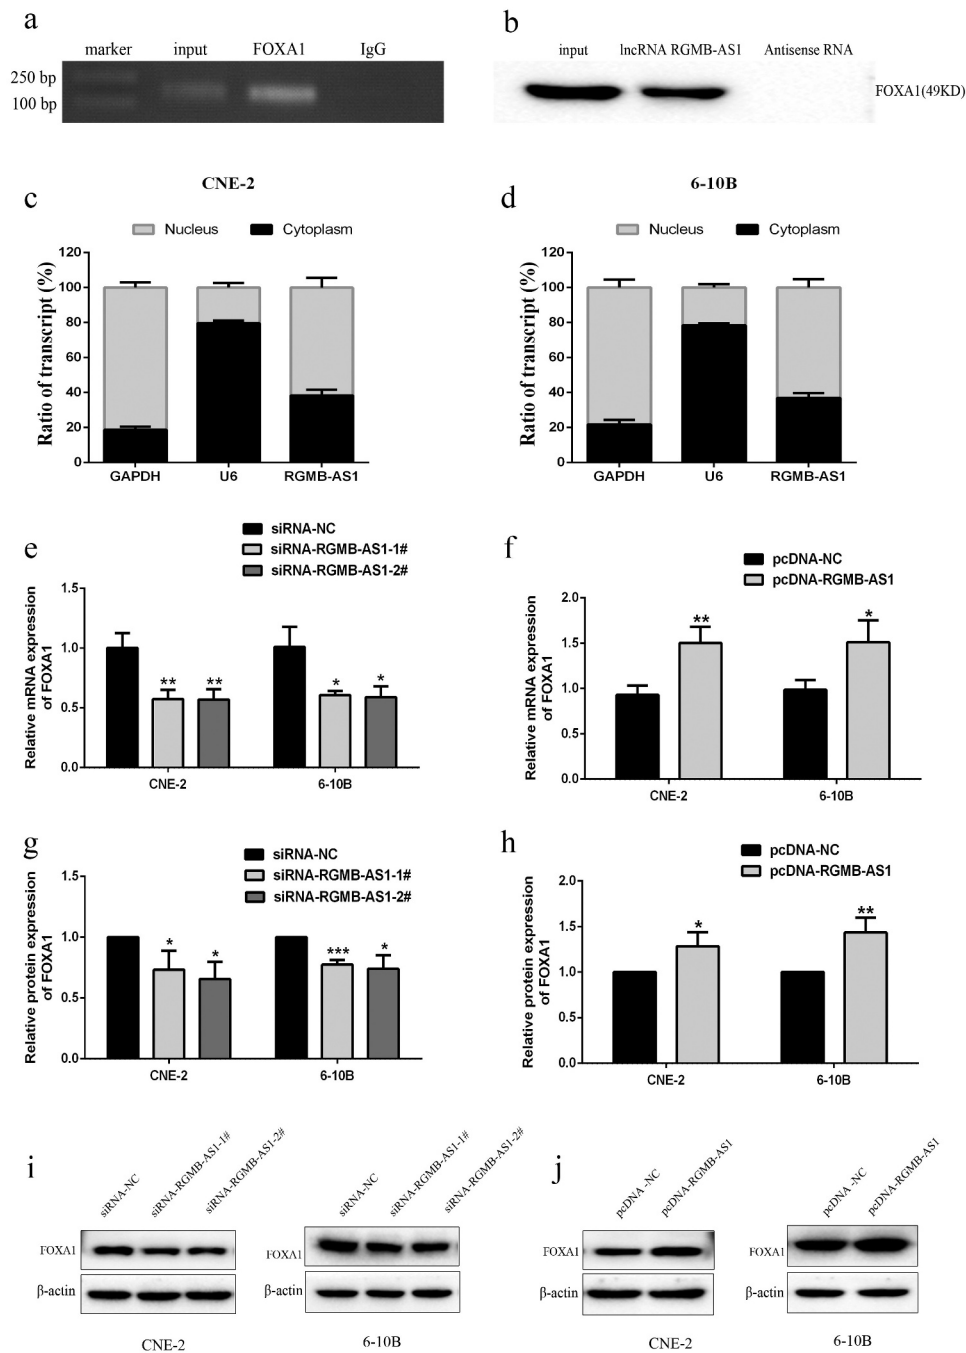 a
marker input FOXA1 IgG
250 bp
100 bp
b
input lncRNA RGMB-AS1 Antisense RNA
FOXA1(49KD)
c
CNE-2
Nucleus Cytoplasm
Ratio of transcript (%)
120
100
80
60
40
20
0
GAPDH U6 RGMB-AS1
d
6-10B
Nucleus Cytoplasm
Ratio of transcript (%)
120
100
80
60
40
20
0
GAPDH U6 RGMB-AS1
e
siRNA-NC
siRNA-RGMB-AS1-1#
siRNA-RGMB-AS1-2#
Relative mRNA expression
of FOXA1
1.5
1.0
0.5
0.0
** ** * *
CNE-2 6-10B
f
pcDNA-NC
pcDNA-RGMB-AS1
Relative mRNA expression
of FOXA1
2.0
1.5
1.0
0.5
0.0
** *
CNE-2 6-10B
g
siRNA-NC
siRNA-RGMB-AS1-1#
siRNA-RGMB-AS1-2#
Relative protein expression
of FOXA1
1.5
1.0
0.5
0.0
* * *** *
CNE-2 6-10B
h
pcDNA-NC
pcDNA-RGMB-AS1
Relative protein expression
of FOXA1
2.0
1.5
1.0
0.5
0.0
* **
CNE-2 6-10B
i
siRNA-NC
siRNA-RGMB-AS1-1#
siRNA-RGMB-AS1-2#
FOXA1
β-actin
CNE-2
siRNA-NC
siRNA-RGMB-AS1-1#
siRNA-RGMB-AS1-2#
FOXA1
β-actin
6-10B
j
pcDNA -NC
pcDNA-RGMB-AS1
FOXA1
β-actin
CNE-2
pcDNA -NC
pcDNA-RGMB-AS1
FOXA1
β-actin
6-10B